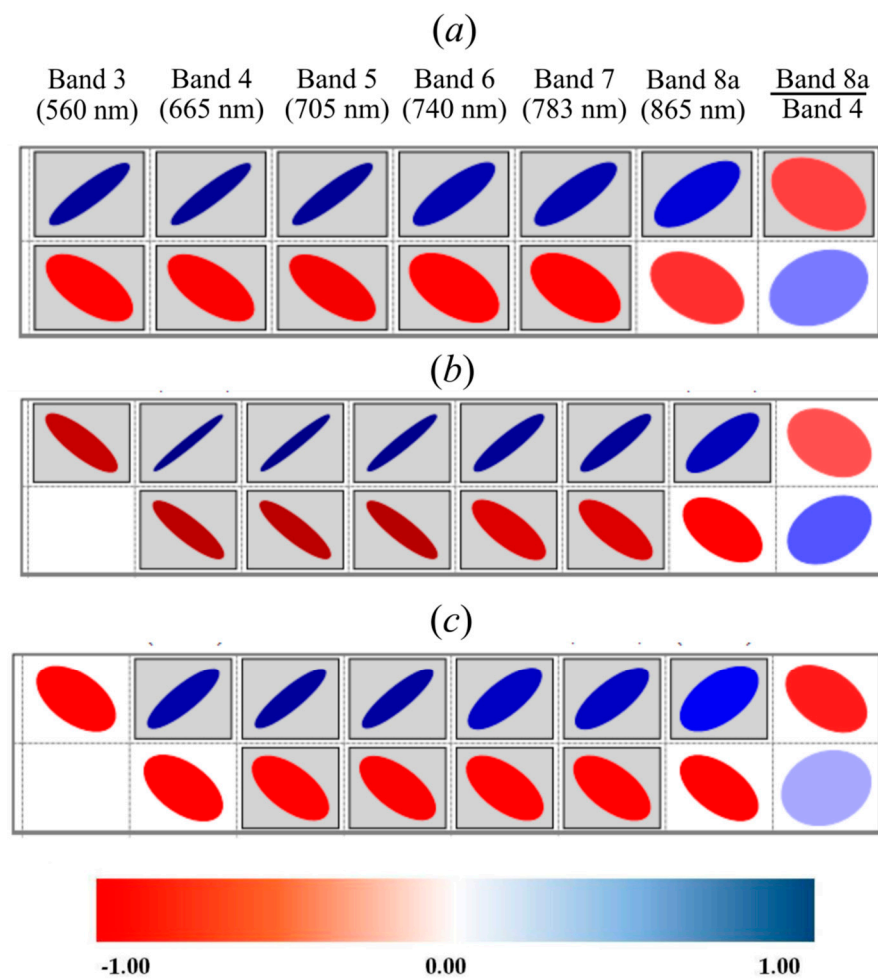 (a)
Band 3 Band 4 Band 5 Band 6 Band 7 Band 8a Band 8a
(560 nm) (665 nm) (705 nm) (740 nm) (783 nm) (865 nm) Band 4
(b)
(c)
-1.00 0.00 1.00